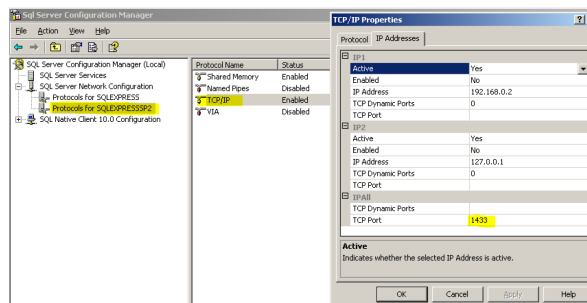 Sql Server Configuration Manager
File Action View Help
SQL Server Configuration Manager (Local)
SQL Server Services
SQL Server Network Configuration
Protocols for SQLEXPRESS
Protocols for SQLEXPRESSSP2
SQL Native Client 10.0 Configuration
Protocol Name Status
Shared Memory Enabled
Named Pipes Disabled
TCP/IP Enabled
VIA Disabled
TCP/IP Properties ?
Protocol IP Addresses
IP1
Active Yes
Enabled No
IP Address 192.168.0.2
TCP Dynamic Ports 0
TCP Port
IP2
Active Yes
Enabled No
IP Address 127.0.0.1
TCP Dynamic Ports 0
TCP Port
IPAll
TCP Dynamic Ports
TCP Port 1433
Active
Indicates whether the selected IP Address is active.
OK Cancel Apply Help